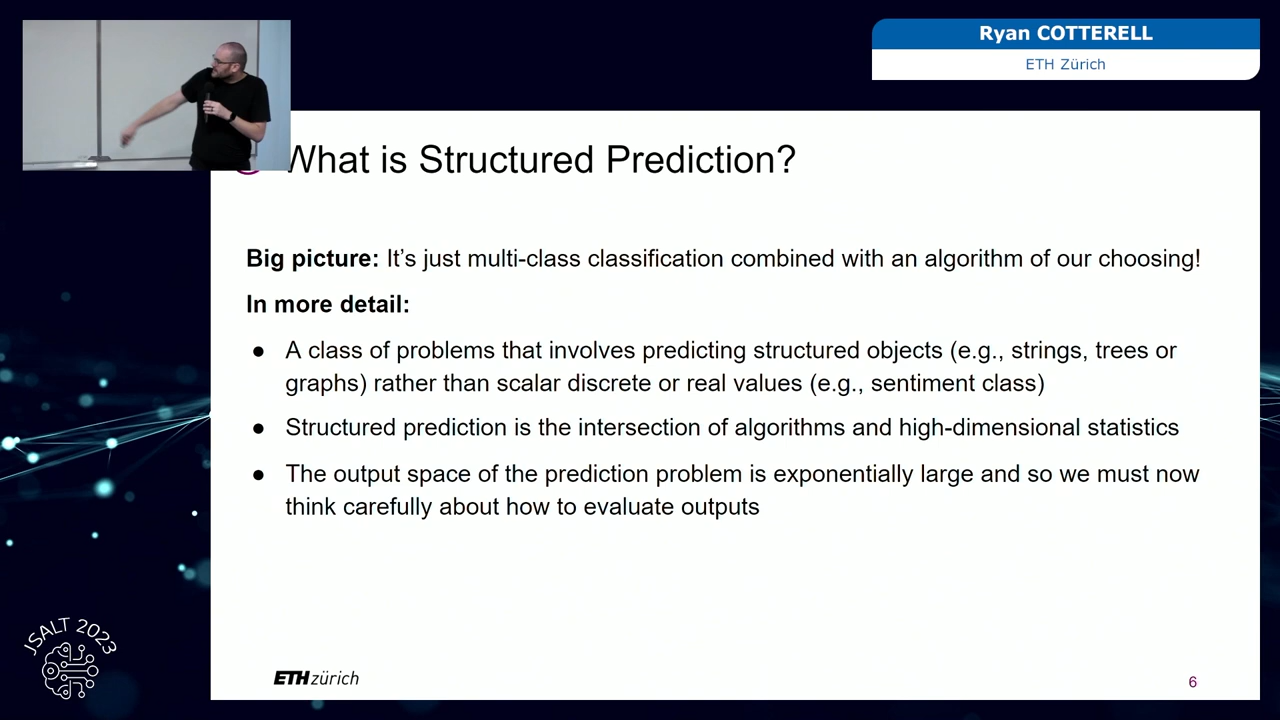 Ryan COTTERELL
ETH Zürich
What is Structured Prediction?
Big picture: It's just multi-class classification combined with an algorithm of our choosing!
In more detail:
● A class of problems that involves predicting structured objects (e.g., strings, trees or
graphs) rather than scalar discrete or real values (e.g., sentiment class)
● Structured prediction is the intersection of algorithms and high-dimensional statistics
● The output space of the prediction problem is exponentially large and so we must now
think carefully about how to evaluate outputs
JSALT 2023
ETH zürich
6